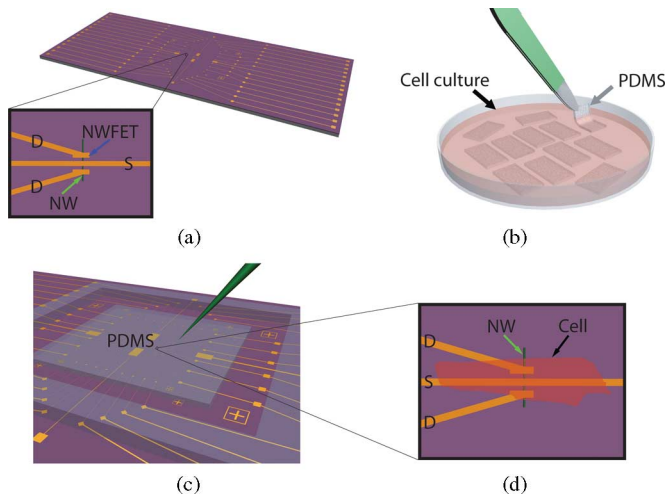 D
NWFET
S
D
NW
(a)
Cell culture
PDMS
(b)
PDMS
(c)
NW
Cell
D
S
D
(d)